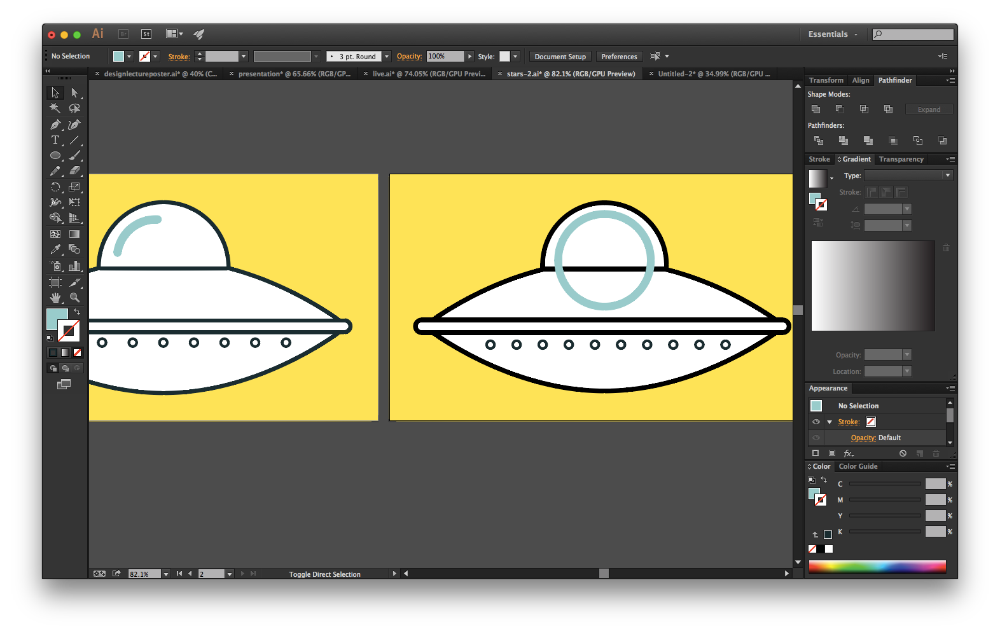 Ai Br St Essentials
No Selection Stroke: 3 pt. Round Opacity: 100% Style: Document Setup Preferences
× designlectureposter.ai* @ 40% (C... × presentation* @ 65.66% (RGB/GP... × live.ai* @ 74.05% (RGB/GPU Previ... × stars-2.ai* @ 82.1% (RGB/GPU Preview) × Untitled-2* @ 34.99% (RGB/GPU ...
Transform Align Pathfinder
Shape Modes:
Expand
Pathfinders:
T
Stroke Gradient Transparency
Type:
Stroke:
Opacity:
Location:
Appearance
No Selection
Stroke:
Opacity: Default
fx
Color Color Guide
C %
M %
Y %
K %
82.1% 2 Toggle Direct Selection